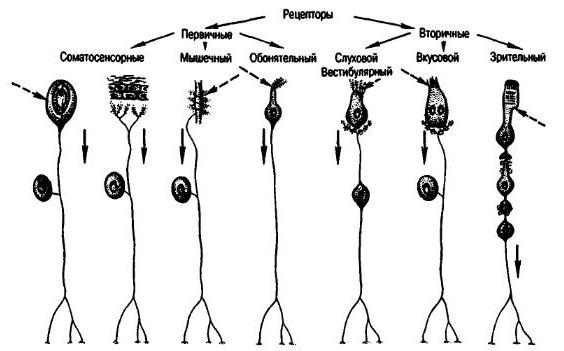 Рецепторы
Первичные
Вторичные
Соматосенсорные
Мышечный
Обонятельный
Слуховой
Вестибулярный
Вкусовой
Зрительный